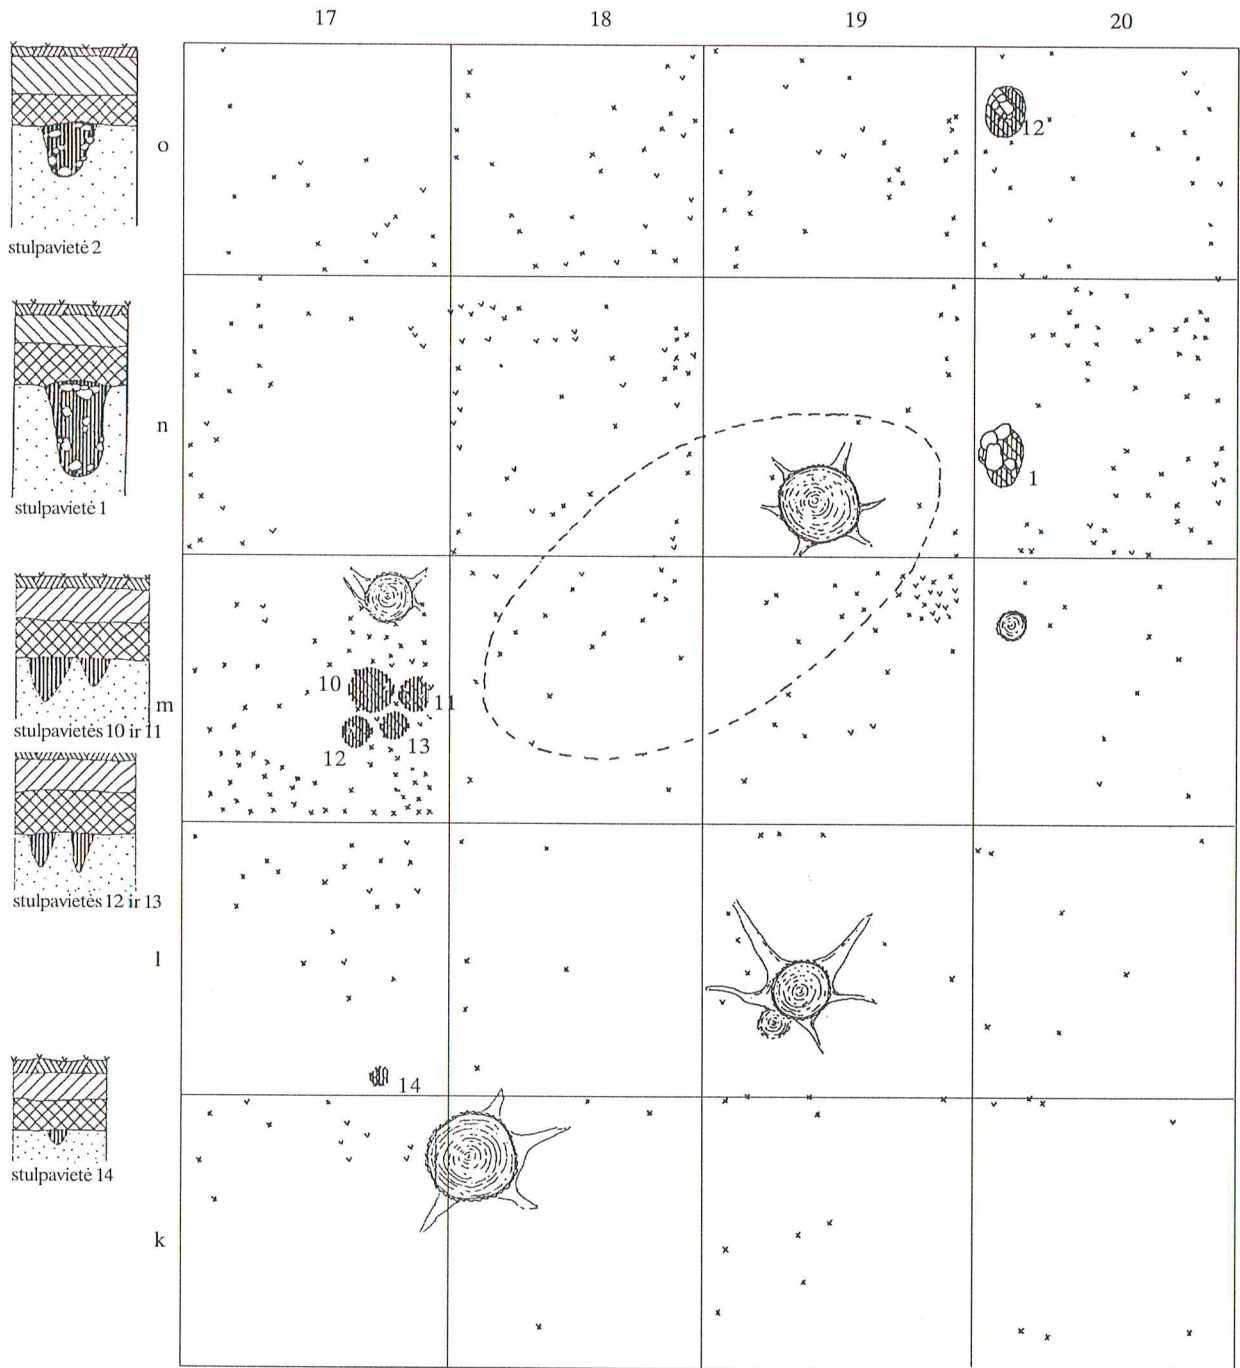 17 18 19 20
o
12
stulpavietė 2
n
1
stulpavietė 1
m
10
11
12
13
stulpavietės 10 ir 11
stulpavietės 12 ir 13
l
14
stulpavietė 14
k